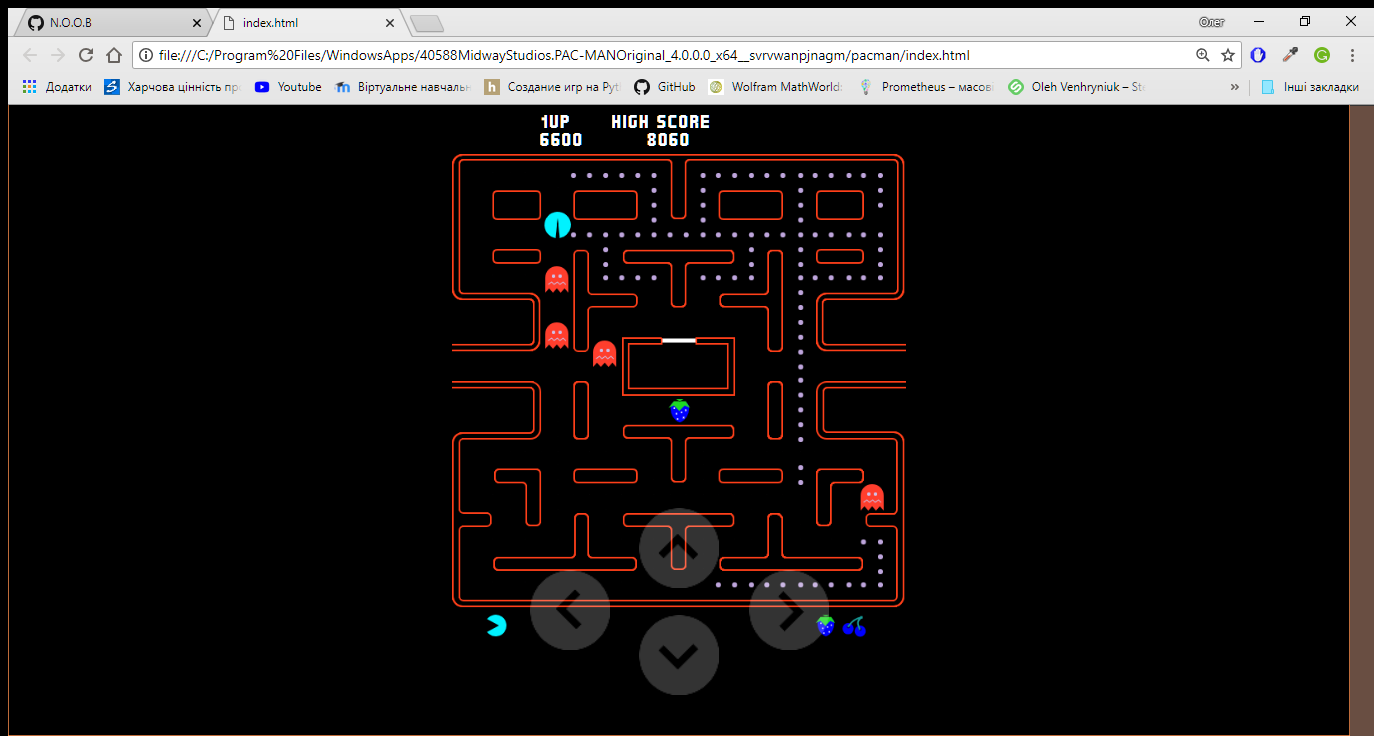 N.O.O.B
index.html
Олег
file:///C:/Program%20Files/WindowsApps/40588MidwayStudios.PAC-MANOriginal_4.0.0.0_x64__svrvwanpjnagm/pacman/index.html
Додатки
Харчова цінність пр
Youtube
Віртуальне навчаль
Создание игр на Pyt
GitHub
Wolfram MathWorld:
Prometheus – масові
Oleh Venhryniuk – St
Інші закладки
1UP HIGH SCORE
6600 8060